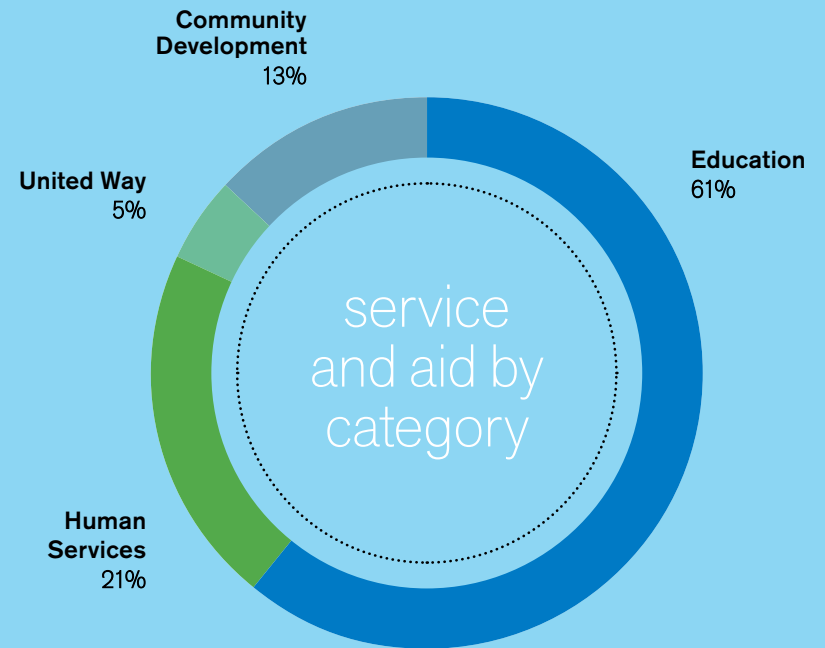 Community
Development
13%
Education
61%
United Way
5%
service
and aid by
category
Human
Services
21%